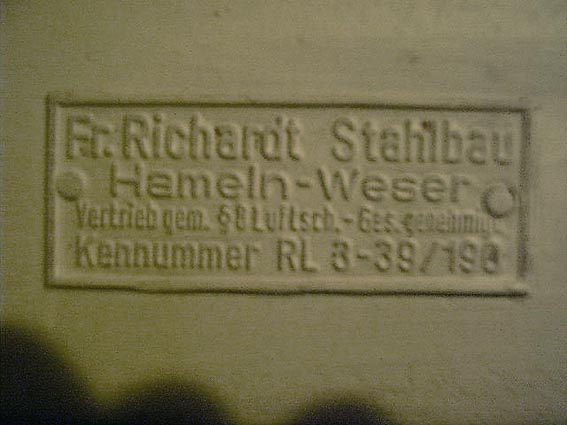 Fr. Richardt Stahlbau
Hameln-Weser
Vertrieb gem. § 8 Luftsch.-Ges. genehmigt
Kennummer RL 3-39/190